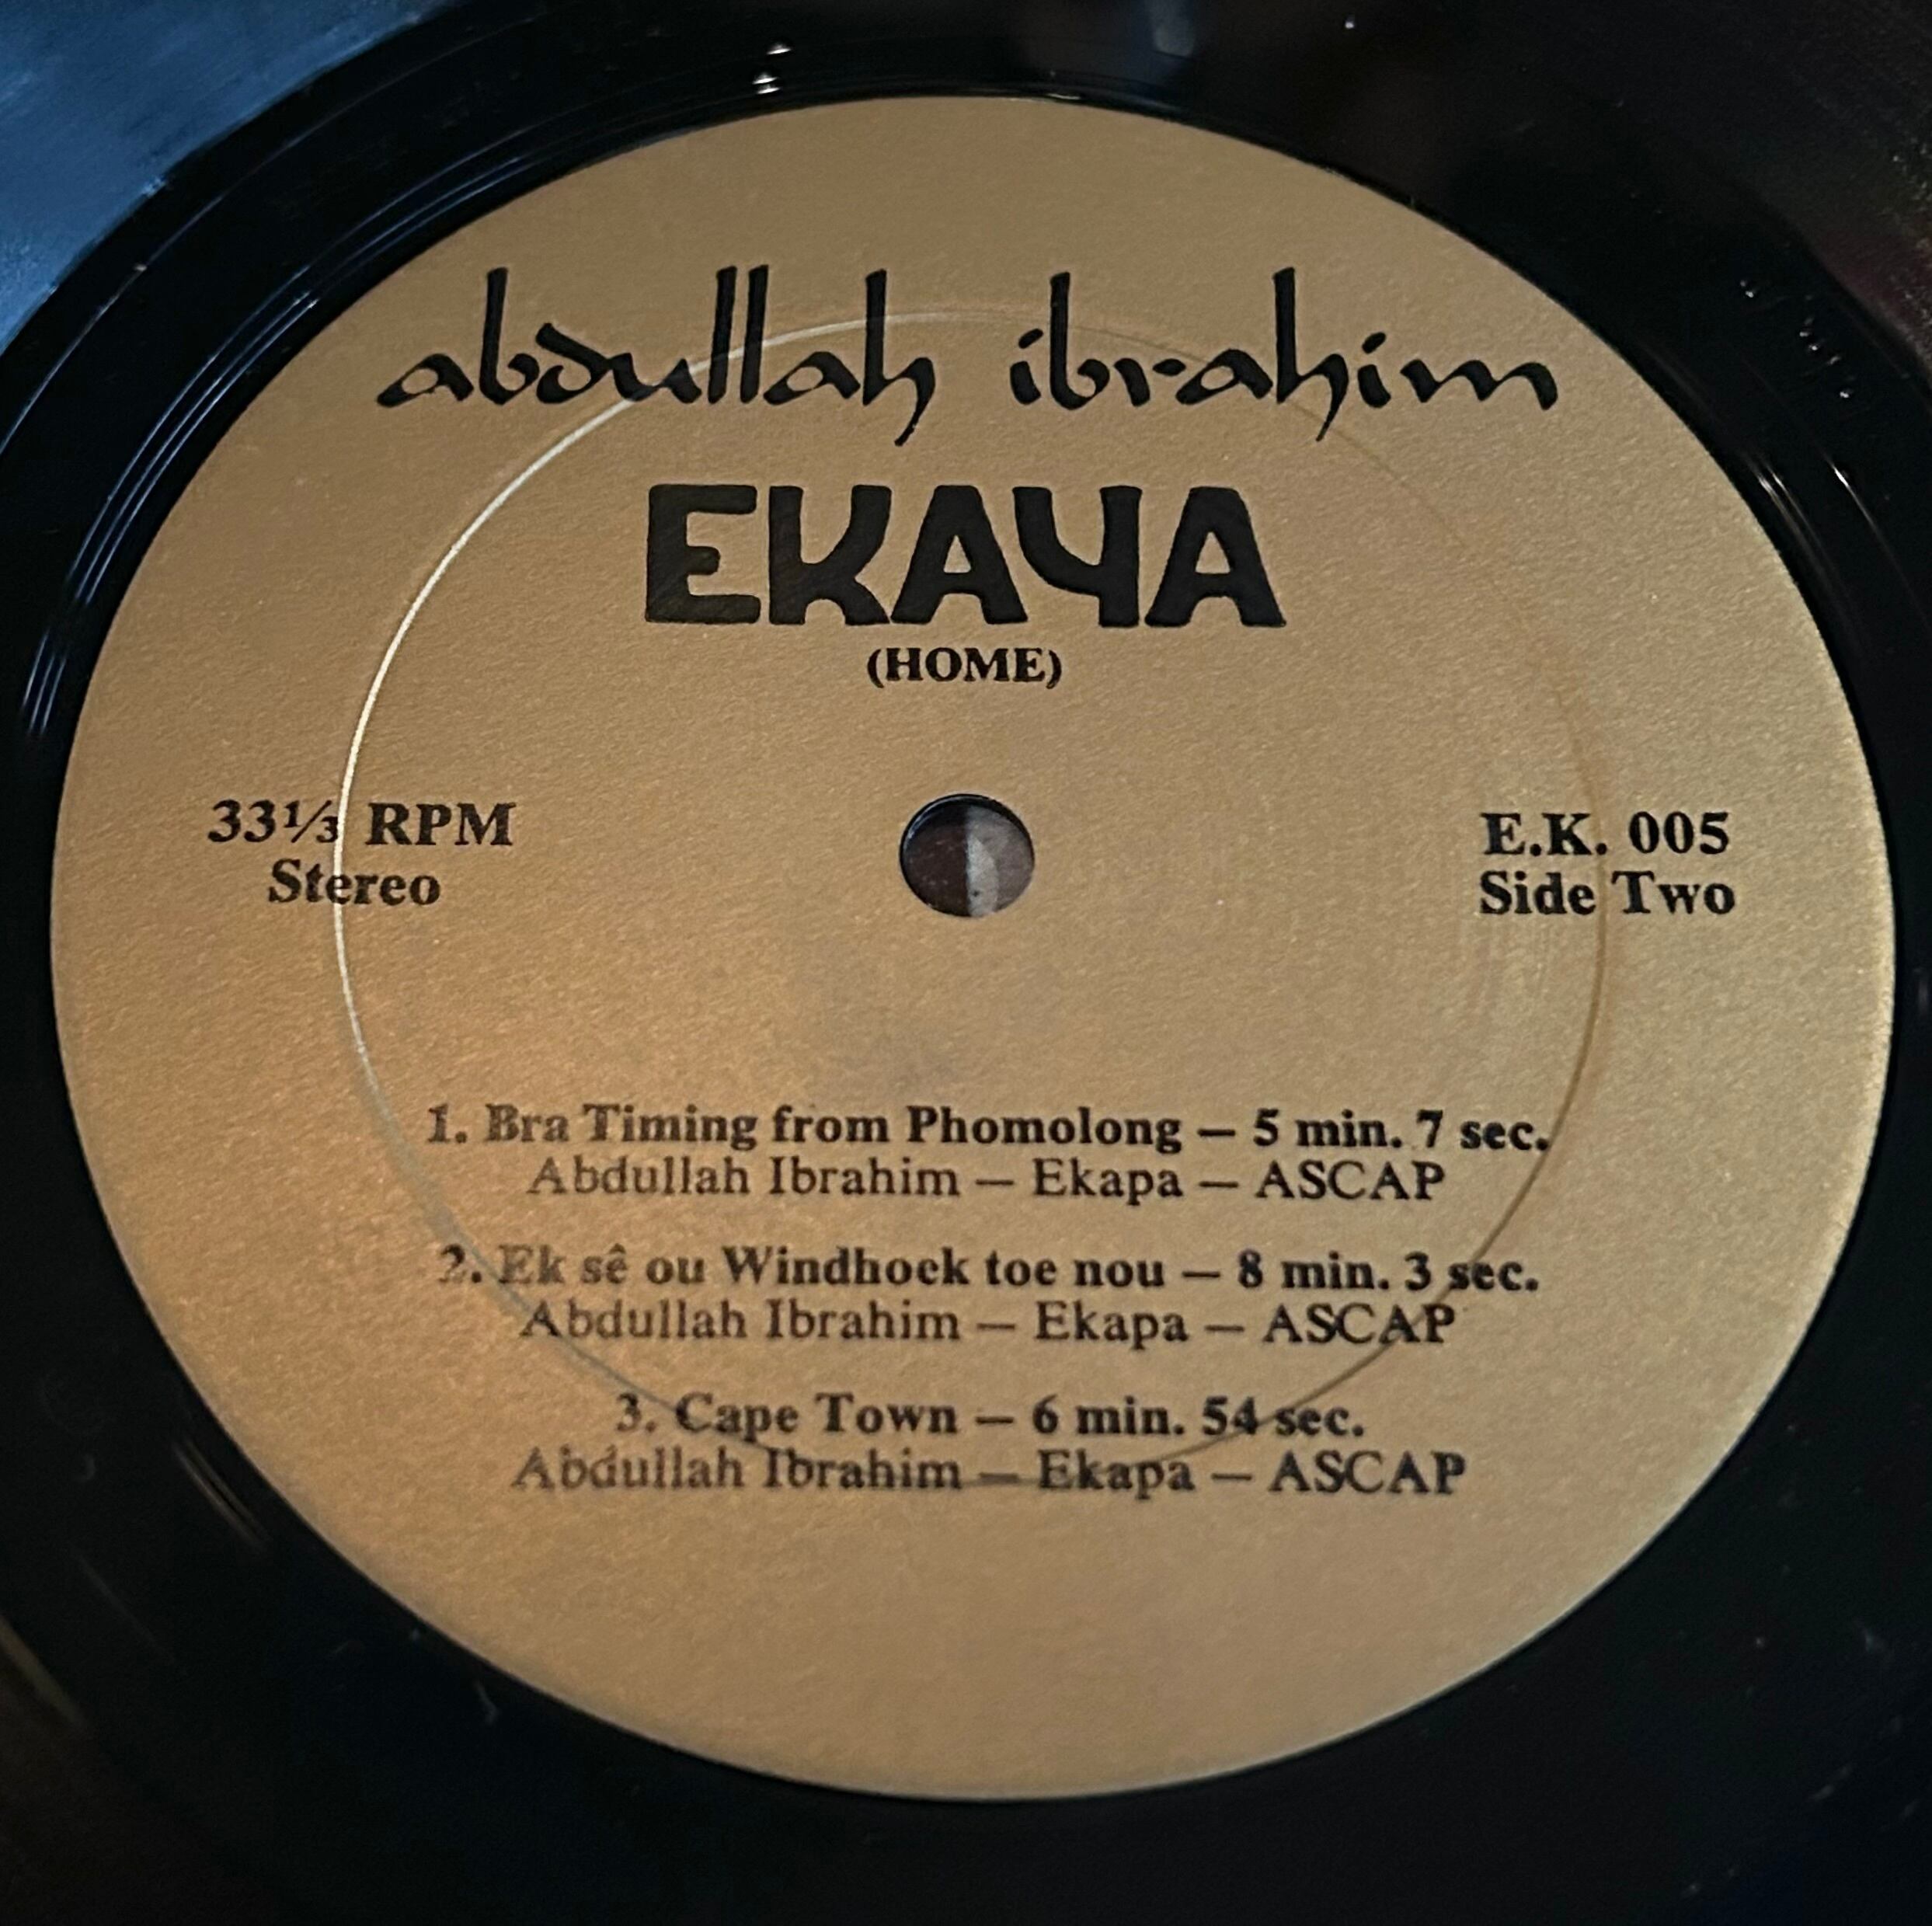 abdullah ibrahim
EKAYA
(HOME)
33⅓ RPM
Stereo
E.K. 005
Side Two
1. Bra Timing from Phomolong — 5 min. 7 sec.
Abdullah Ibrahim — Ekapa — ASCAP
2. Ek sê ou Windhoek toe nou — 8 min. 3 sec.
Abdullah Ibrahim — Ekapa — ASCAP
3. Cape Town — 6 min. 54 sec.
Abdullah Ibrahim — Ekapa — ASCAP